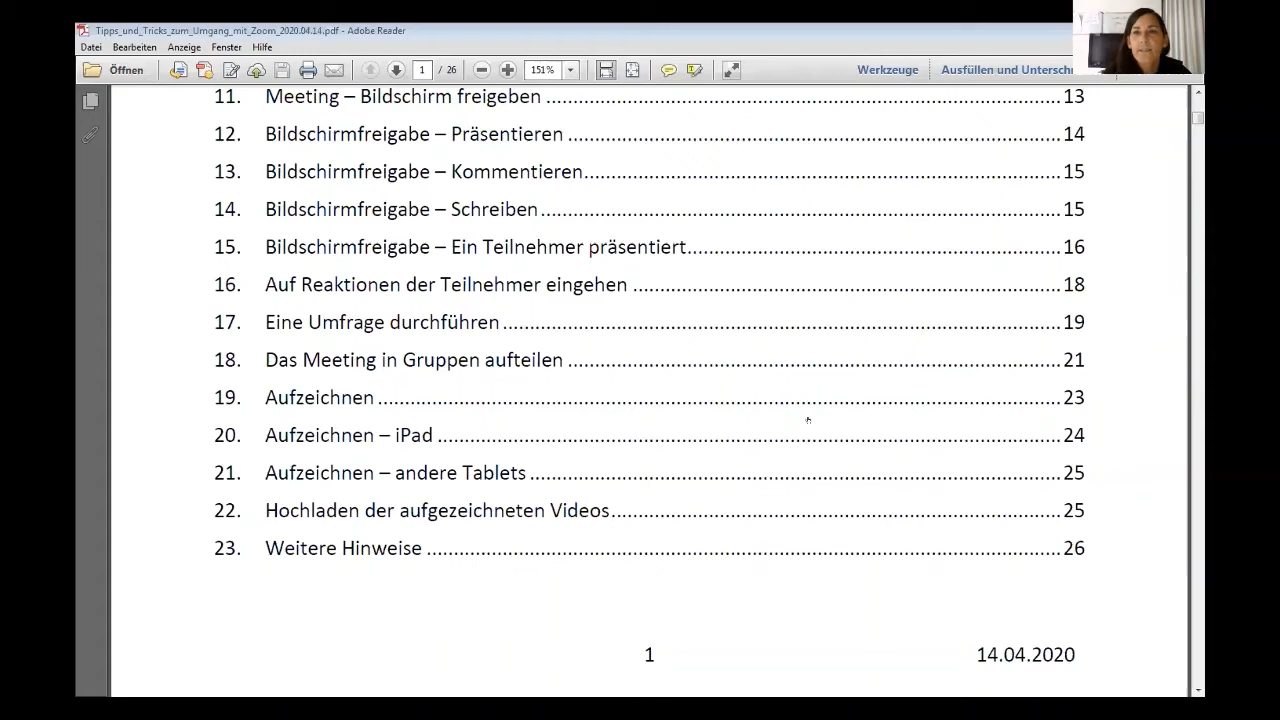 Tipps_und_Tricks_zum_Umgang_mit_Zoom_2020.04.14.pdf - Adobe Reader
Datei Bearbeiten Anzeige Fenster Hilfe
Öffnen 1 / 26 151% Werkzeuge Ausfüllen und Untersch
11. Meeting – Bildschirm freigeben ........ 13
12. Bildschirmfreigabe – Präsentieren ........ 14
13. Bildschirmfreigabe – Kommentieren ........ 15
14. Bildschirmfreigabe – Schreiben ........ 15
15. Bildschirmfreigabe – Ein Teilnehmer präsentiert ........ 16
16. Auf Reaktionen der Teilnehmer eingehen ........ 18
17. Eine Umfrage durchführen ........ 19
18. Das Meeting in Gruppen aufteilen ........ 21
19. Aufzeichnen ........ 23
20. Aufzeichnen – iPad ........ 24
21. Aufzeichnen – andere Tablets ........ 25
22. Hochladen der aufgezeichneten Videos ........ 25
23. Weitere Hinweise ........ 26
1 14.04.2020